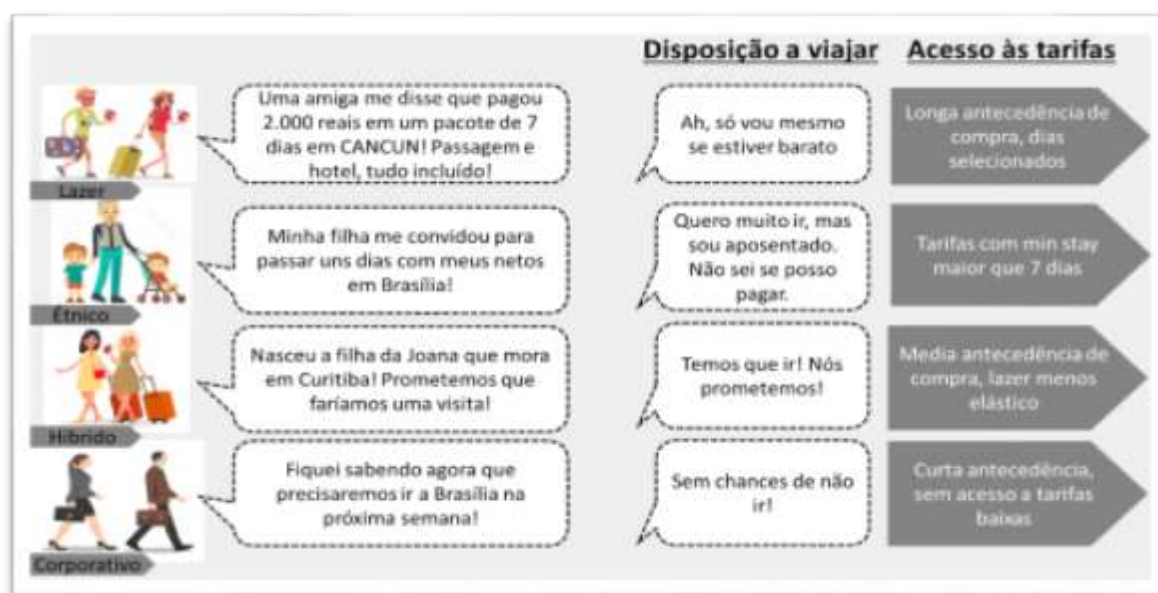 Disposição a viajar
Acesso às tarifas
Lazer
Uma amiga me disse que pagou
2.000 reais em um pacote de 7
dias em CANCUN! Passagem e
hotel, tudo incluído!
Ah, só vou mesmo
se estiver barato
Longa antecedência de
compra, dias
selecionados
Étnico
Minha filha me convidou para
passar uns dias com meus netos
em Brasília!
Quero muito ir, mas
sou aposentado.
Não sei se posso
pagar.
Tarifas com min stay
maior que 7 dias
Híbrido
Nasceu a filha da Joana que mora
em Curitiba! Prometemos que
faríamos uma visita!
Temos que ir! Nós
prometemos!
Media antecedência de
compra, lazer menos
elástico
Corporativo
Fiquei sabendo agora que
precisaremos ir a Brasília na
próxima semana!
Sem chances de não
ir!
Curta antecedência,
sem acesso a tarifas
baixas